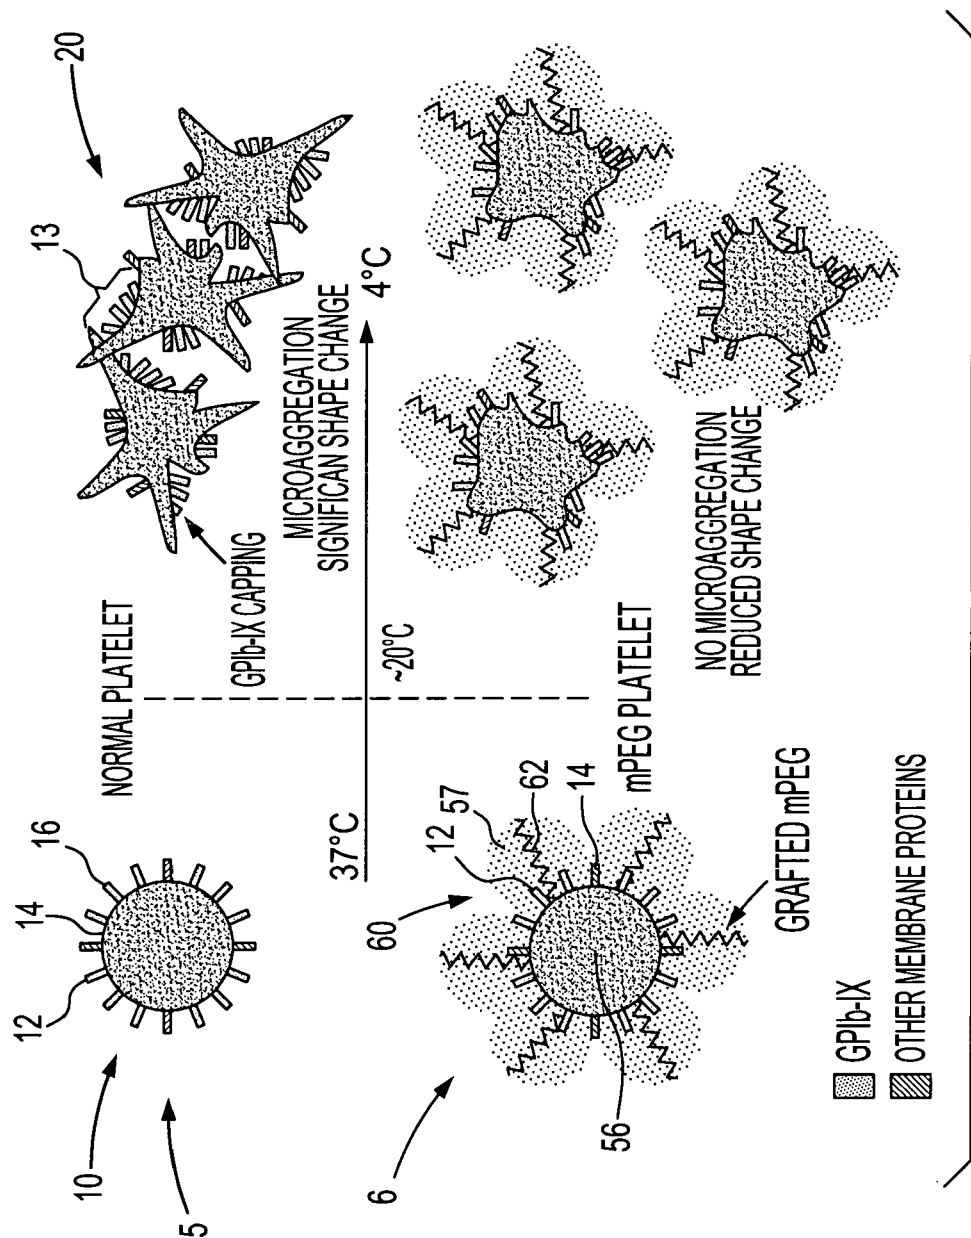 5
10
12
14
16
NORMAL PLATELET
GPIb-IX CAPPING
13
20
MICROAGGREGATION
SIGNIFICAN SHAPE CHANGE
37°C
~20°C
4°C
6
60
12
57
62
14
56
mPEG PLATELET
GRAFTED mPEG
NO MICROAGGREGATION
REDUCED SHAPE CHANGE
GPIb-IX
OTHER MEMBRANE PROTEINS